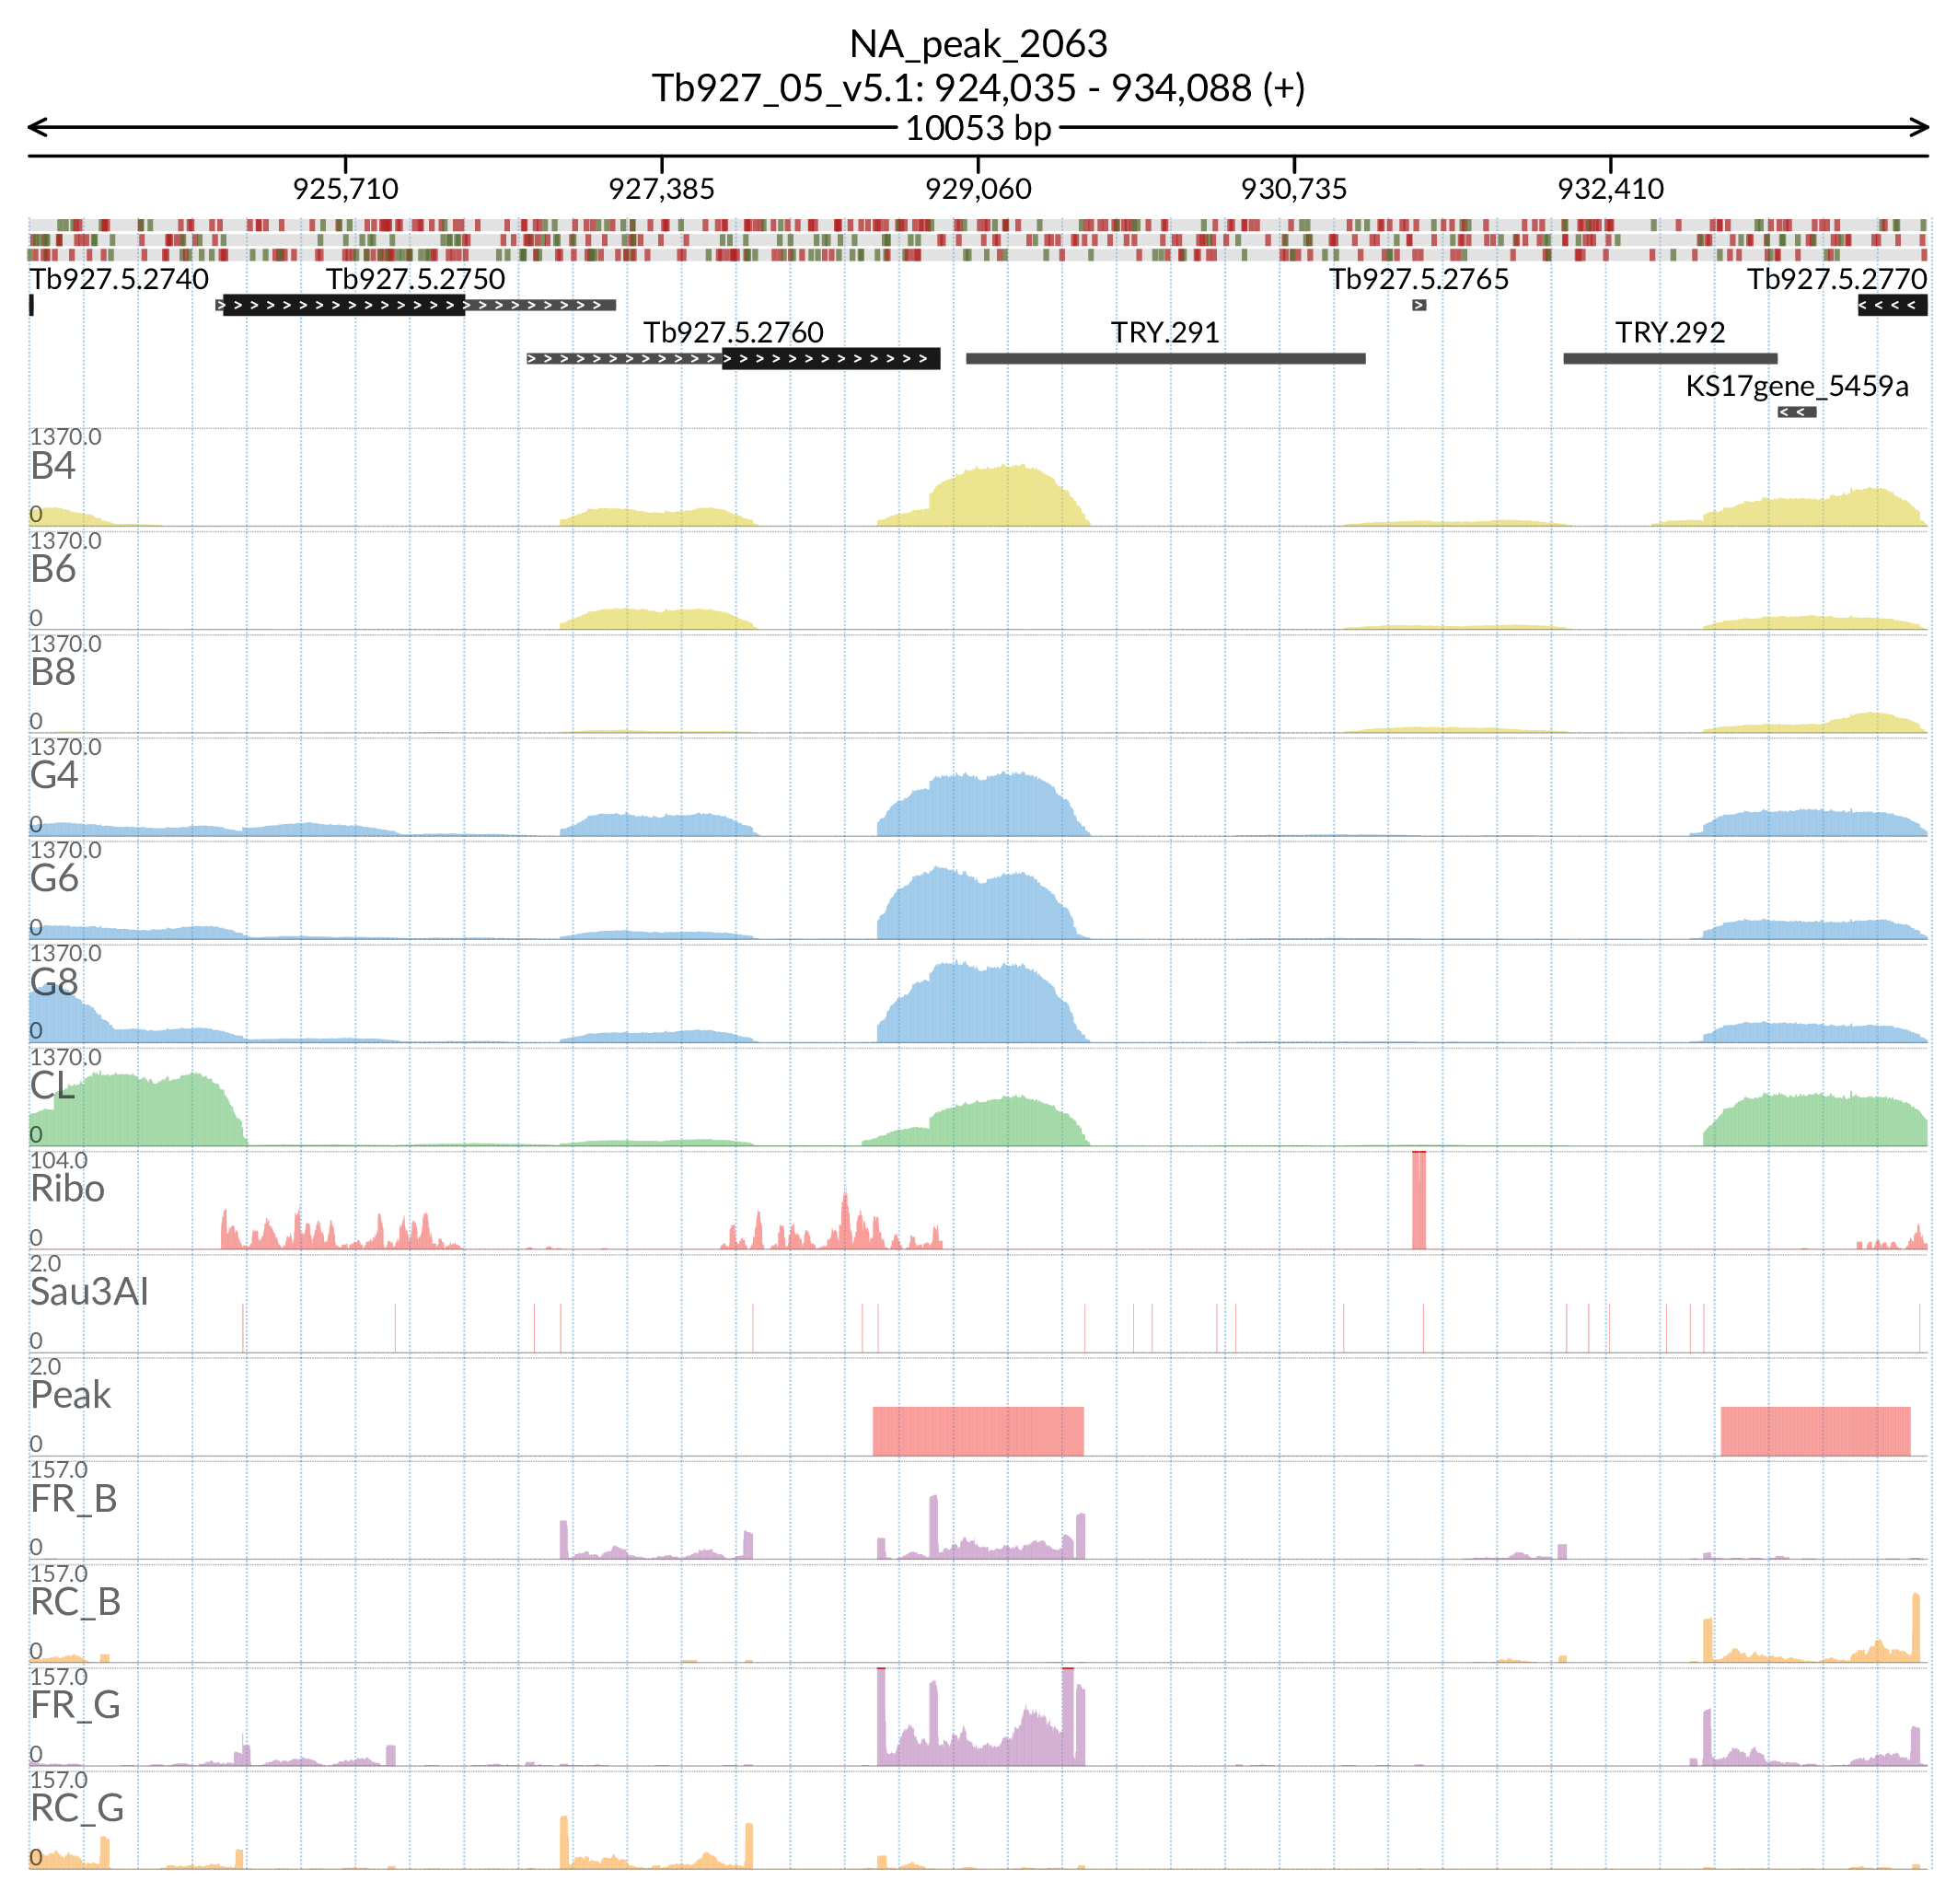 NA_peak_2063
Tb927_05_v5.1: 924,035 - 934,088 (+)
10053 bp
925,710 927,385 929,060 930,735 932,410
Tb927.5.2740 Tb927.5.2750 Tb927.5.2765 Tb927.5.2770
Tb927.5.2760 TRY.291 TRY.292
KS17gene_5459a
1370.0
B4
0
1370.0
B6
0
1370.0
B8
0
1370.0
G4
0
1370.0
G6
0
1370.0
G8
0
1370.0
CL
0
104.0
Ribo
0
2.0
Sau3AI
0
2.0
Peak
0
157.0
FR_B
0
157.0
RC_B
0
157.0
FR_G
0
157.0
RC_G
0